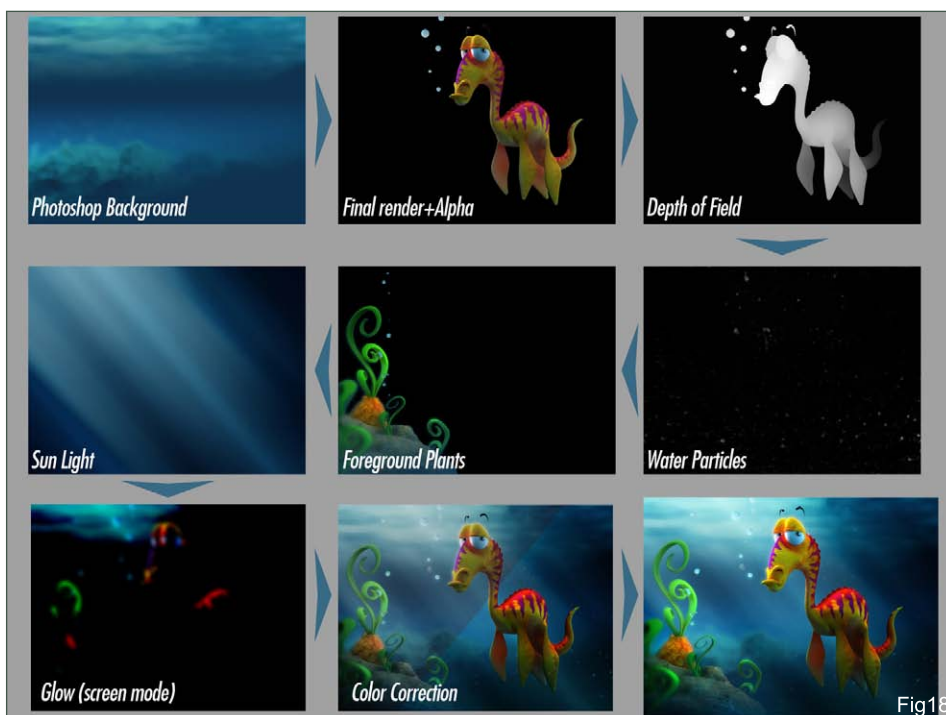 Photoshop Background
Final render+Alpha
Depth of Field
Water Particles
Foreground Plants
Sun Light
Glow (screen mode)
Color Correction
Fig18